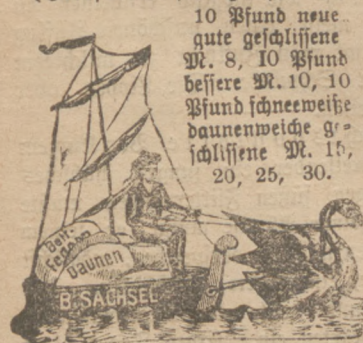 10 Pfund neue
gute geschlissene
M. 8, 10 Pfund
bessere M. 10, 10
Pfund schneeweiße
daunenweiche ge-
schlissene M. 15,
20, 25, 30.
Bett-
Federn
Daunen
B. SACHSEL